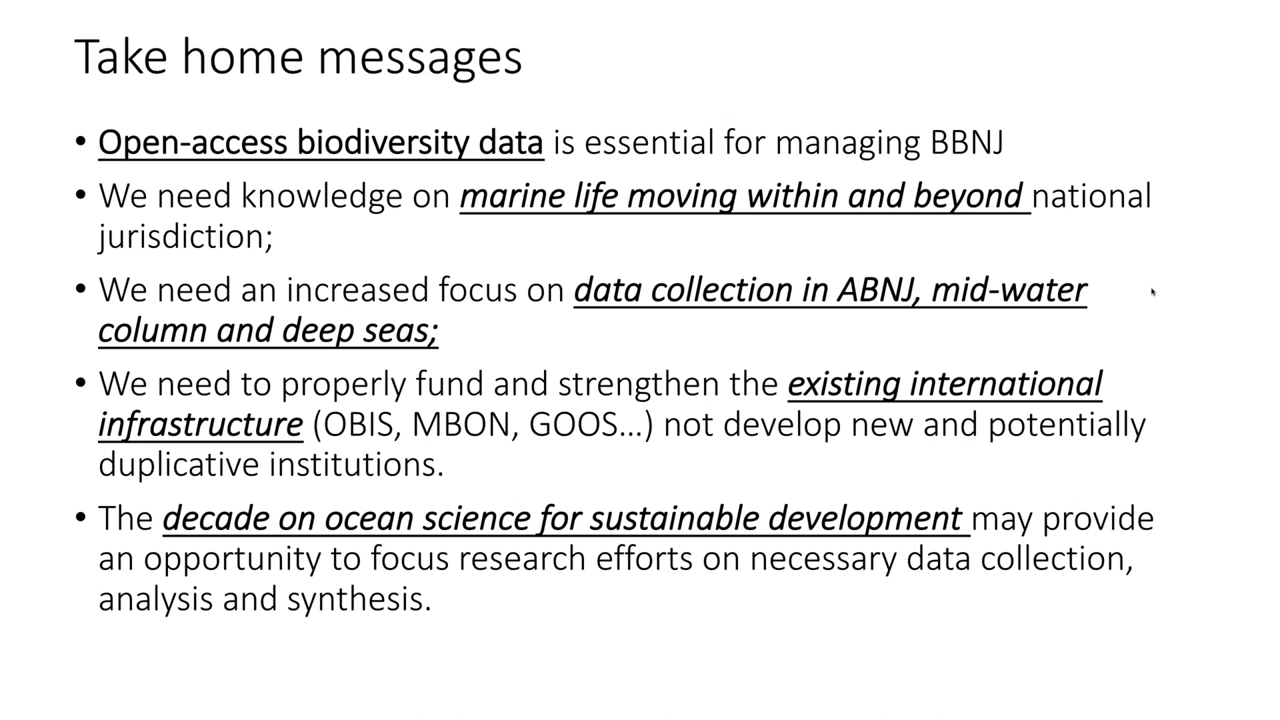 Take home messages
• Open-access biodiversity data is essential for managing BBNJ
• We need knowledge on marine life moving within and beyond national
jurisdiction;
• We need an increased focus on data collection in ABNJ, mid-water
column and deep seas;
• We need to properly fund and strengthen the existing international
infrastructure (OBIS, MBON, GOOS…) not develop new and potentially
duplicative institutions.
• The decade on ocean science for sustainable development may provide
an opportunity to focus research efforts on necessary data collection,
analysis and synthesis.